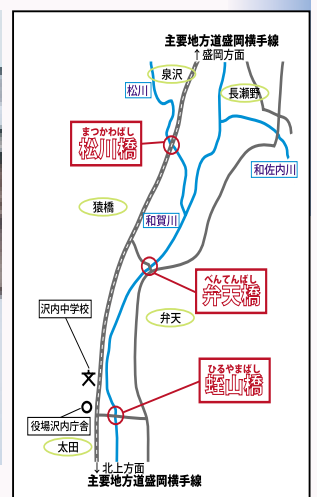 主要地方道盛岡横手線
↑盛岡方面
泉沢
松川
長瀬野
まつかわばし
松川橋
和佐内川
猿橋
和賀川
べんてんばし
弁天橋
沢内中学校
弁天
文
ひるやまばし
蛭山橋
役場沢内庁舎
太田
↓北上方面
主要地方道盛岡横手線